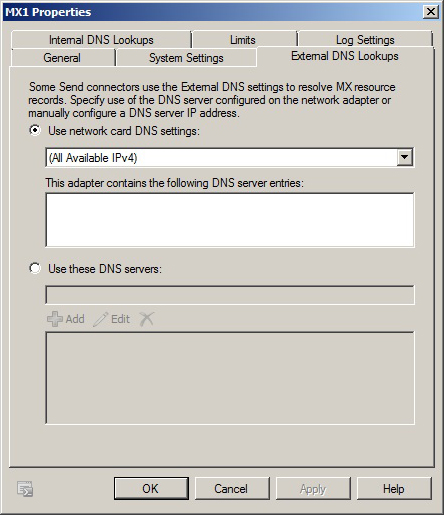 MX1 Properties
Internal DNS Lookups Limits Log Settings
General System Settings External DNS Lookups
Some Send connectors use the External DNS settings to resolve MX resource
records. Specify use of the DNS server configured on the network adapter or
manually configure a DNS server IP address.
Use network card DNS settings:
(All Available IPv4)
This adapter contains the following DNS server entries:
Use these DNS servers:
Add Edit
OK Cancel Apply Help